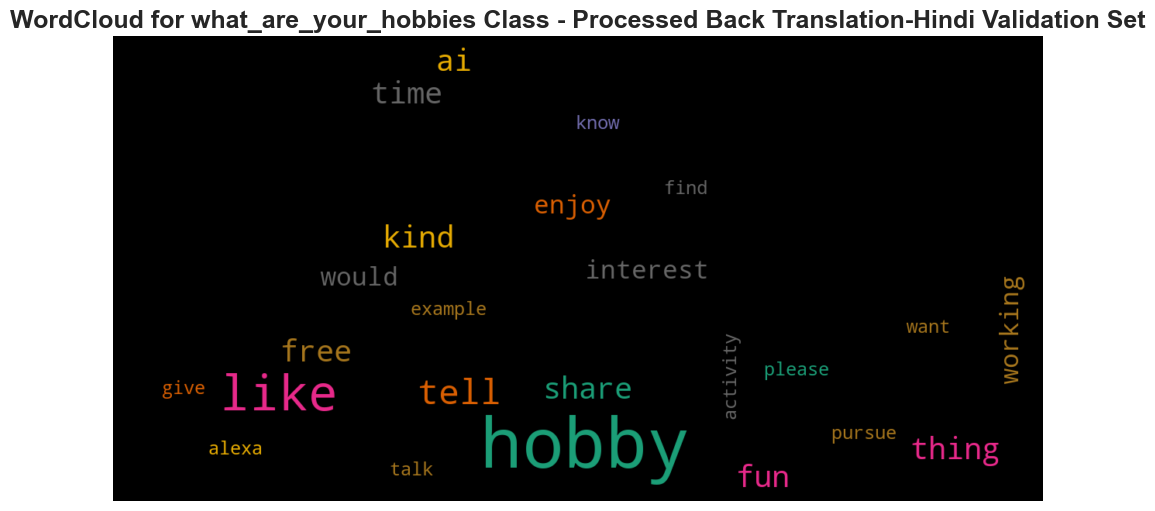 WordCloud for what_are_your_hobbies Class - Processed Back Translation-Hindi Validation Set
ai
time
know
find
enjoy
kind
interest
would
working
example
want
free
activity
please
give
like
tell
share
hobby
pursue
alexa
thing
talk
fun